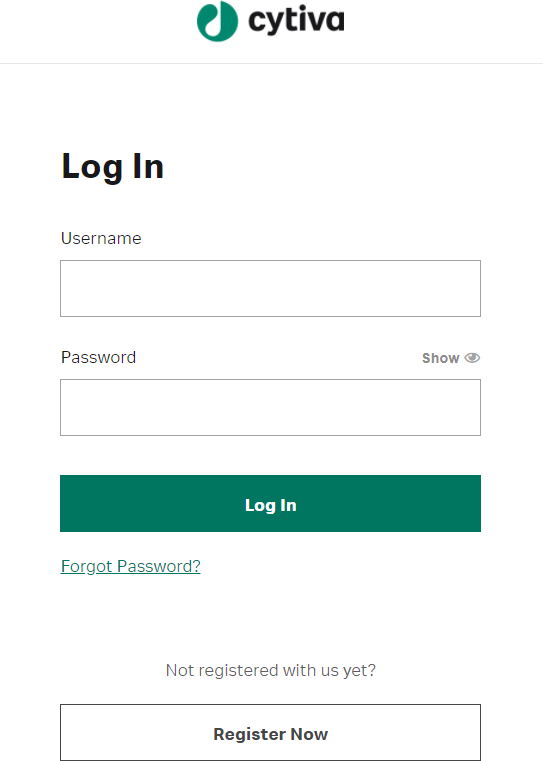 cytiva
Log In
Username
Password Show
Log In
Forgot Password?
Not registered with us yet?
Register Now